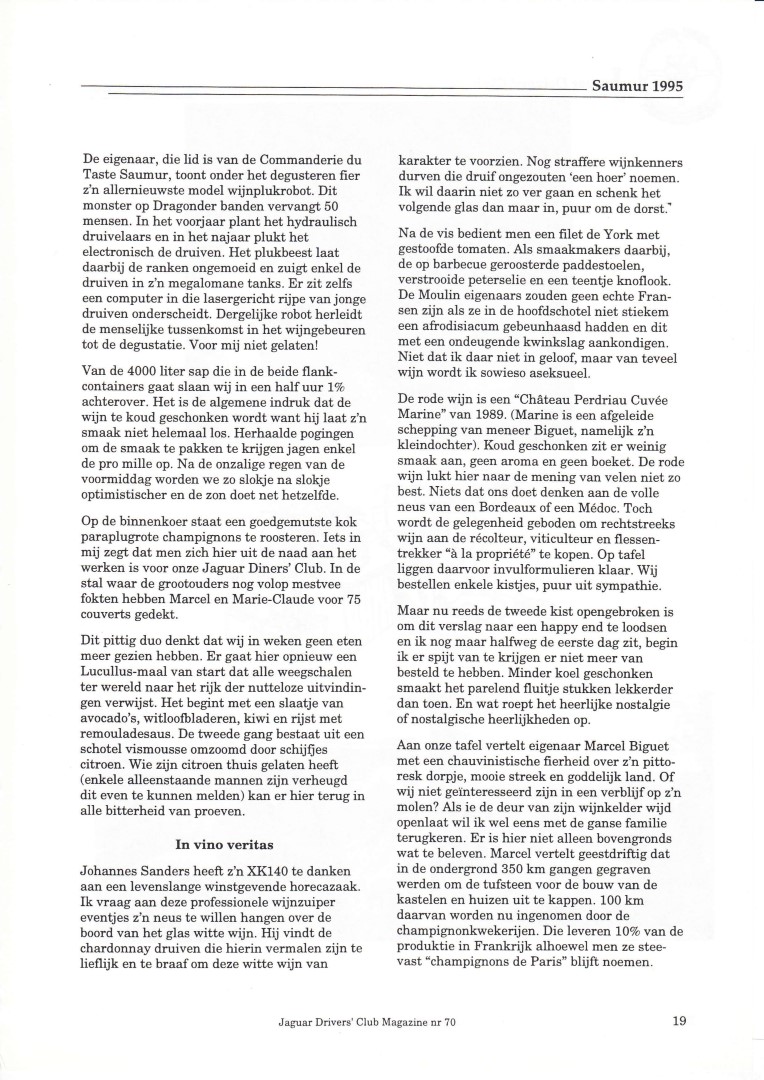 Saumur 1995
De eigenaar, die lid is van de Commanderie du
Taste Saumur, toont onder het degusteren fier
z'n allernieuwste model wijnplukrobot. Dit
monster op Dragonder banden vervangt 50
mensen. In het voorjaar plant het hydraulisch
druivelaars en in het najaar plukt het
electronisch de druiven. Het plukbeest laat
daarbij de ranken ongemoeid en zuigt enkel de
druiven in z'n megalomane tanks. Er zit zelfs
een computer in die lasergericht rijpe van jonge
druiven onderscheidt. Dergelijke robot herleidt
de menselijke tussenkomst in het wijngebeuren
tot de degustatie. Voor mij niet gelaten!
Van de 4000 liter sap die in de beide flank-
containers gaat slaan wij in een half uur 1%
achterover. Het is de algemene indruk dat de
wijn te koud geschonken wordt want hij laat z'n
smaak niet helemaal los. Herhaalde pogingen
om de smaak te pakken te krijgen jagen enkel
de pro mille op. Na de onzalige regen van de
voormiddag worden we zo slokje na slokje
optimistischer en de zon doet net hetzelfde.
Op de binnenkoer staat een goedgemutste kok
paraplugrote champignons te roosteren. Iets in
mij zegt dat men zich hier uit de naad aan het
werken is voor onze Jaguar Diners' Club. In de
stal waar de grootouders nog volop mestvee
fokten hebben Marcel en Marie-Claude voor 75
couverts gedekt.
Dit pittig duo denkt dat wij in weken geen eten
meer gezien hebben. Er gaat hier opnieuw een
Lucullus-maal van start dat alle weegschalen
ter wereld naar het rijk der nutteloze uitvindin-
gen verwijst. Het begint met een slaatje van
avocado's, witloofbladeren, kiwi en rijst met
remouladesaus. De tweede gang bestaat uit een
schotel vismousse omzoomd door schijfjes
citroen. Wie zijn citroen thuis gelaten heeft
(enkele alleenstaande mannen zijn verheugd
dit even te kunnen melden) kan er hier terug in
alle bitterheid van proeven.
In vino veritas
Johannes Sanders heeft z'n XK140 te danken
aan een levenslange winstgevende horecazaak.
Ik vraag aan deze professionele wijnzuiper
eventjes z'n neus te willen hangen over de
boord van het glas witte wijn. Hij vindt de
chardonnay druiven die hierin vermalen zijn te
lieflijk en te braaf om deze witte wijn van
karakter te voorzien. Nog straffere wijnkenners
durven die druif ongezouten 'een hoer' noemen.
Ik wil daarin niet zo ver gaan en schenk het
volgende glas dan maar in, puur om de dorst."
Na de vis bedient men een filet de York met
gestoofde tomaten. Als smaakmakers daarbij,
de op barbecue geroosterde paddestoelen,
verstrooide peterselie en een teentje knoflook.
De Moulin eigenaars zouden geen echte Fran-
sen zijn als ze in de hoofdschotel niet stiekem
een afrodisiacum gebeunhaasd hadden en dit
met een ondeugende kwinkslag aankondigen.
Niet dat ik daar niet in geloof, maar van teveel
wijn wordt ik sowieso aseksueel.
De rode wijn is een "Château Perdriau Cuvée
Marine" van 1989. (Marine is een afgeleide
schepping van meneer Biguet, namelijk z'n
kleindochter). Koud geschonken zit er weinig
smaak aan, geen aroma en geen boeket. De rode
wijn lukt hier naar de mening van velen niet zo
best. Niets dat ons doet denken aan de volle
neus van een Bordeaux of een Médoc. Toch
wordt de gelegenheid geboden om rechtstreeks
wijn aan de récolteur, viticulteur en flessen-
trekker "à la propriété" te kopen. Op tafel
liggen daarvoor invulformulieren klaar. Wij
bestellen enkele kistjes, puur uit sympathie.
Maar nu reeds de tweede kist opengebroken is
om dit verslag naar een happy end te loodsen
en ik nog maar halfweg de eerste dag zit, begin
ik er spijt van te krijgen er niet meer van
besteld te hebben. Minder koel geschonken
smaakt het parelend fluitje stukken lekkerder
dan toen. En wat roept het heerlijke nostalgie
of nostalgische heerlijkheden op.
Aan onze tafel vertelt eigenaar Marcel Biguet
met een chauvinistische fierheid over z'n pitto-
resk dorpje, mooie streek en goddelijk land. Of
wij niet geïnteresseerd zijn in een verblijf op z'n
molen? Als ie de deur van zijn wijnkelder wijd
openlaat wil ik wel eens met de ganse familie
terugkeren. Er is hier niet alleen bovengronds
wat te beleven. Marcel vertelt geestdriftig dat
in de ondergrond 350 km gangen gegraven
werden om de tufsteen voor de bouw van de
kastelen en huizen uit te kappen. 100 km
daarvan worden nu ingenomen door de
champignonkwekerijen. Die leveren 10% van de
produktie in Frankrijk alhoewel men ze stee-
vast "champignons de Paris" blijft noemen.
Jaguar Drivers' Club Magazine nr 70
19